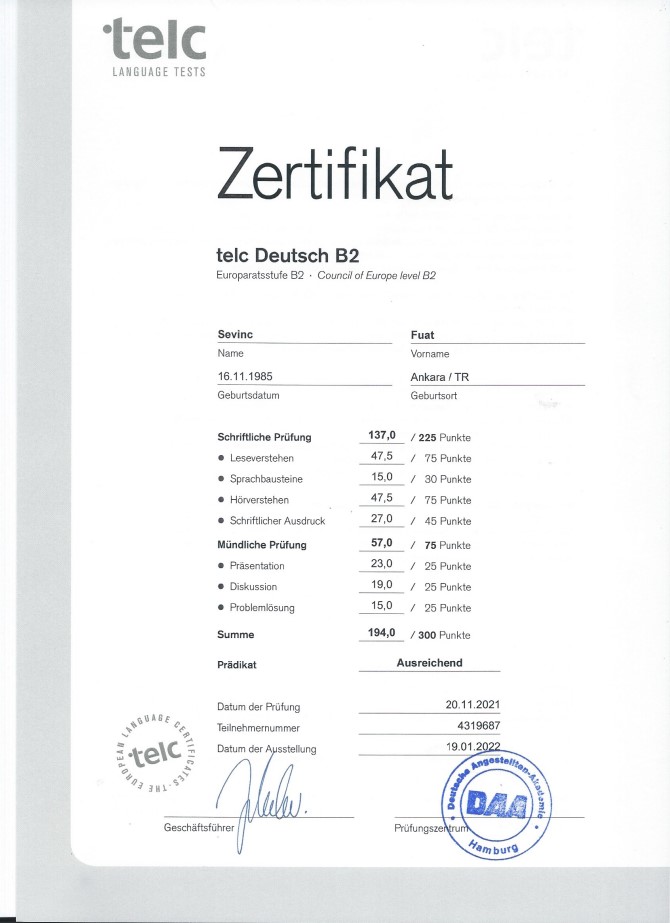 telc
LANGUAGE TESTS
Zertifikat
telc Deutsch B2
Europaratsstufe B2 · Council of Europe level B2
Sevinc Fuat
Name Vorname
16.11.1985 Ankara / TR
Geburtsdatum Geburtsort
Schriftliche Prüfung 137,0 / 225 Punkte
● Leseverstehen 47,5 / 75 Punkte
● Sprachbausteine 15,0 / 30 Punkte
● Hörverstehen 47,5 / 75 Punkte
● Schriftlicher Ausdruck 27,0 / 45 Punkte
Mündliche Prüfung 57,0 / 75 Punkte
● Präsentation 23,0 / 25 Punkte
● Diskussion 19,0 / 25 Punkte
● Problemlösung 15,0 / 25 Punkte
Summe 194,0 / 300 Punkte
Prädikat Ausreichend
Datum der Prüfung 20.11.2021
Teilnehmernummer 4319687
Datum der Ausstellung 19.01.2022
telc
THE EUROPEAN LANGUAGE CERTIFICATES
Deutsche Angestellten-Akademie
DAA
Hamburg
Geschäftsführer Prüfungszentrum